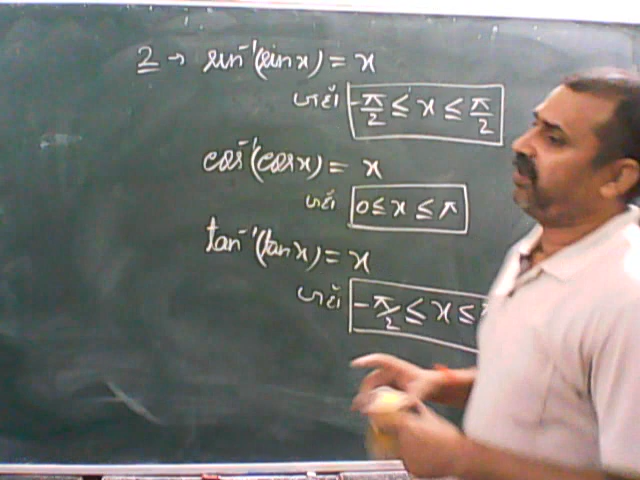 2 → sin⁻¹(sin x) = x
જ્યાં -π/2 ≤ x ≤ π/2
cos⁻¹(cos x) = x
0 ≤ x ≤ π
tan⁻¹(tan x) = x
-π/2 ≤ x ≤